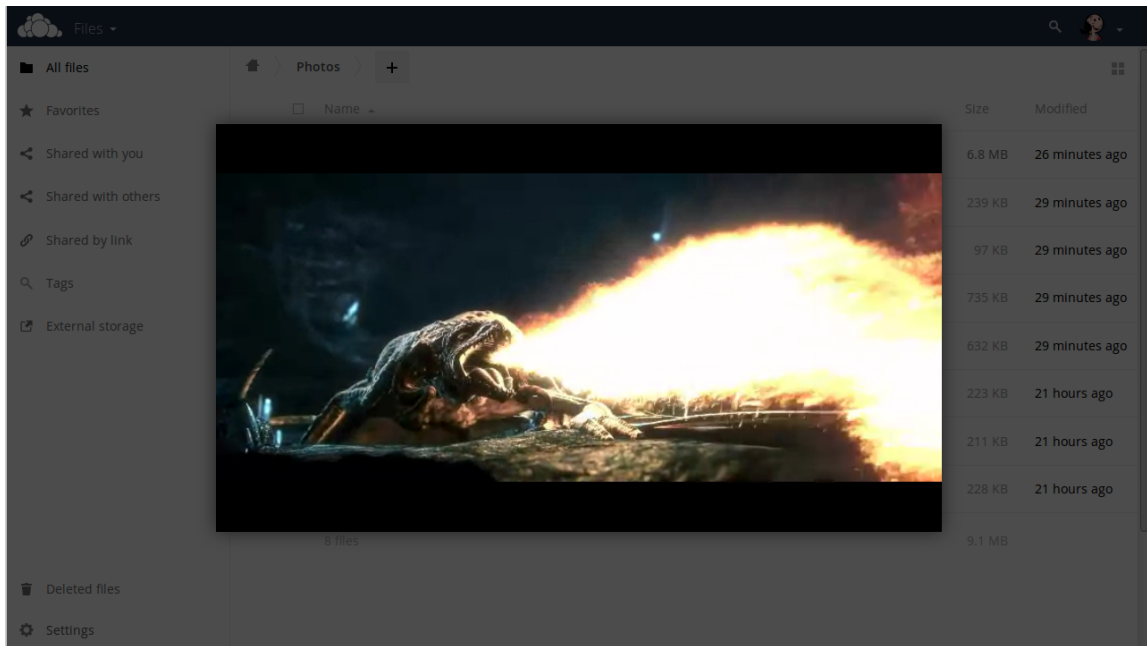 Files
All files
Favorites
Shared with you
Shared with others
Shared by link
Tags
External storage
Deleted files
Settings
Photos +
Name Size Modified
6.8 MB 26 minutes ago
239 KB 29 minutes ago
97 KB 29 minutes ago
735 KB 29 minutes ago
632 KB 29 minutes ago
223 KB 21 hours ago
211 KB 21 hours ago
228 KB 21 hours ago
8 files 9.1 MB